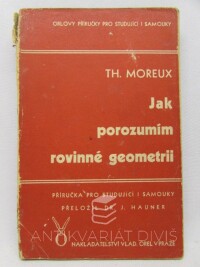 ORLOVY PŘÍRUČKY PRO STUDUJÍCÍ I SAMOUKY
TH. MOREUX
Jak
porozumím
rovinné geometrii
PŘÍRUČKA PRO STUDUJÍCÍ I SAMOUKY
PŘELOŽIL DR. J. HAUNER
ANTIKVARIÁT DIVIŠ
NAKLADATELSTVÍ VLAD. OREL V PRAZE